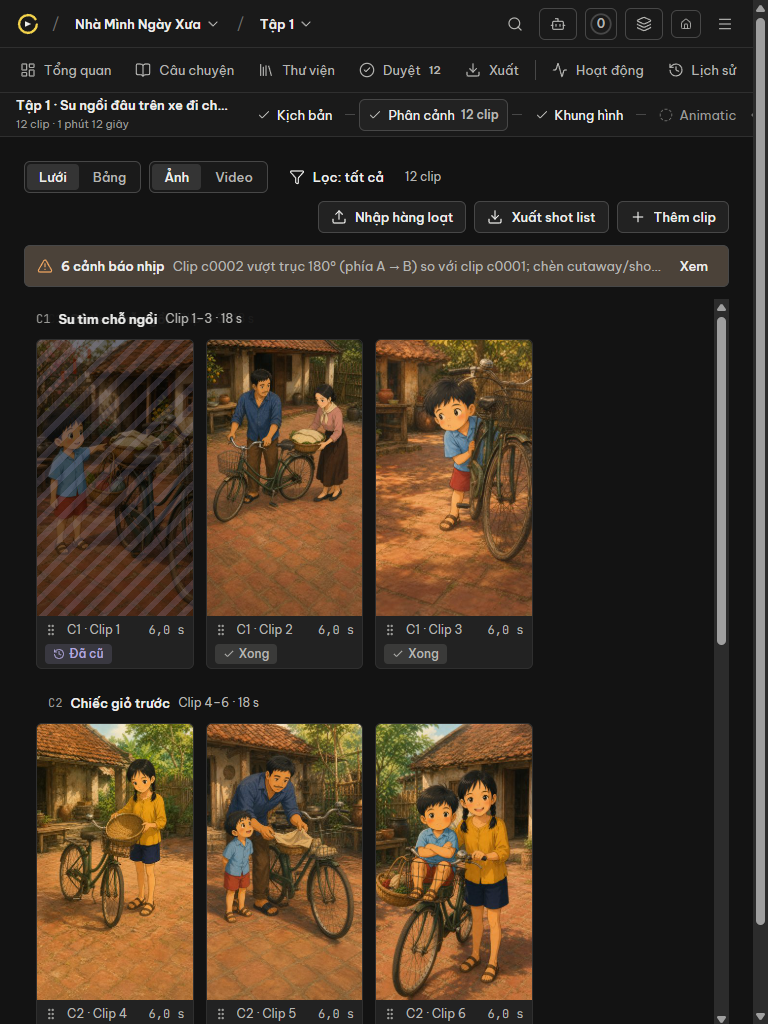 / Nhà Mình Ngày Xưa / Tập 1 0
Tổng quan Câu chuyện Thư viện Duyệt 12 Xuất Hoạt động Lịch sử
Tập 1 · Su ngồi đâu trên xe đi ch...
12 clip · 1 phút 12 giây
Kịch bản Phân cảnh 12 clip Khung hình Animatic
Lưới Bảng Ảnh Video Lọc: tất cả 12 clip
Nhập hàng loạt Xuất shot list Thêm clip
6 cảnh báo nhịp Clip c0002 vượt trục 180° (phía A → B) so với clip c0001; chèn cutaway/sho... Xem
C1 Su tìm chỗ ngồi Clip 1–3 · 18 s
C1 · Clip 1 6,0 s
Đã cũ
C1 · Clip 2 6,0 s
Xong
C1 · Clip 3 6,0 s
Xong
C2 Chiếc giỏ trước Clip 4–6 · 18 s
C2 · Clip 4 6,0 s
C2 · Clip 5 6,0 s
C2 · Clip 6 6,0 s